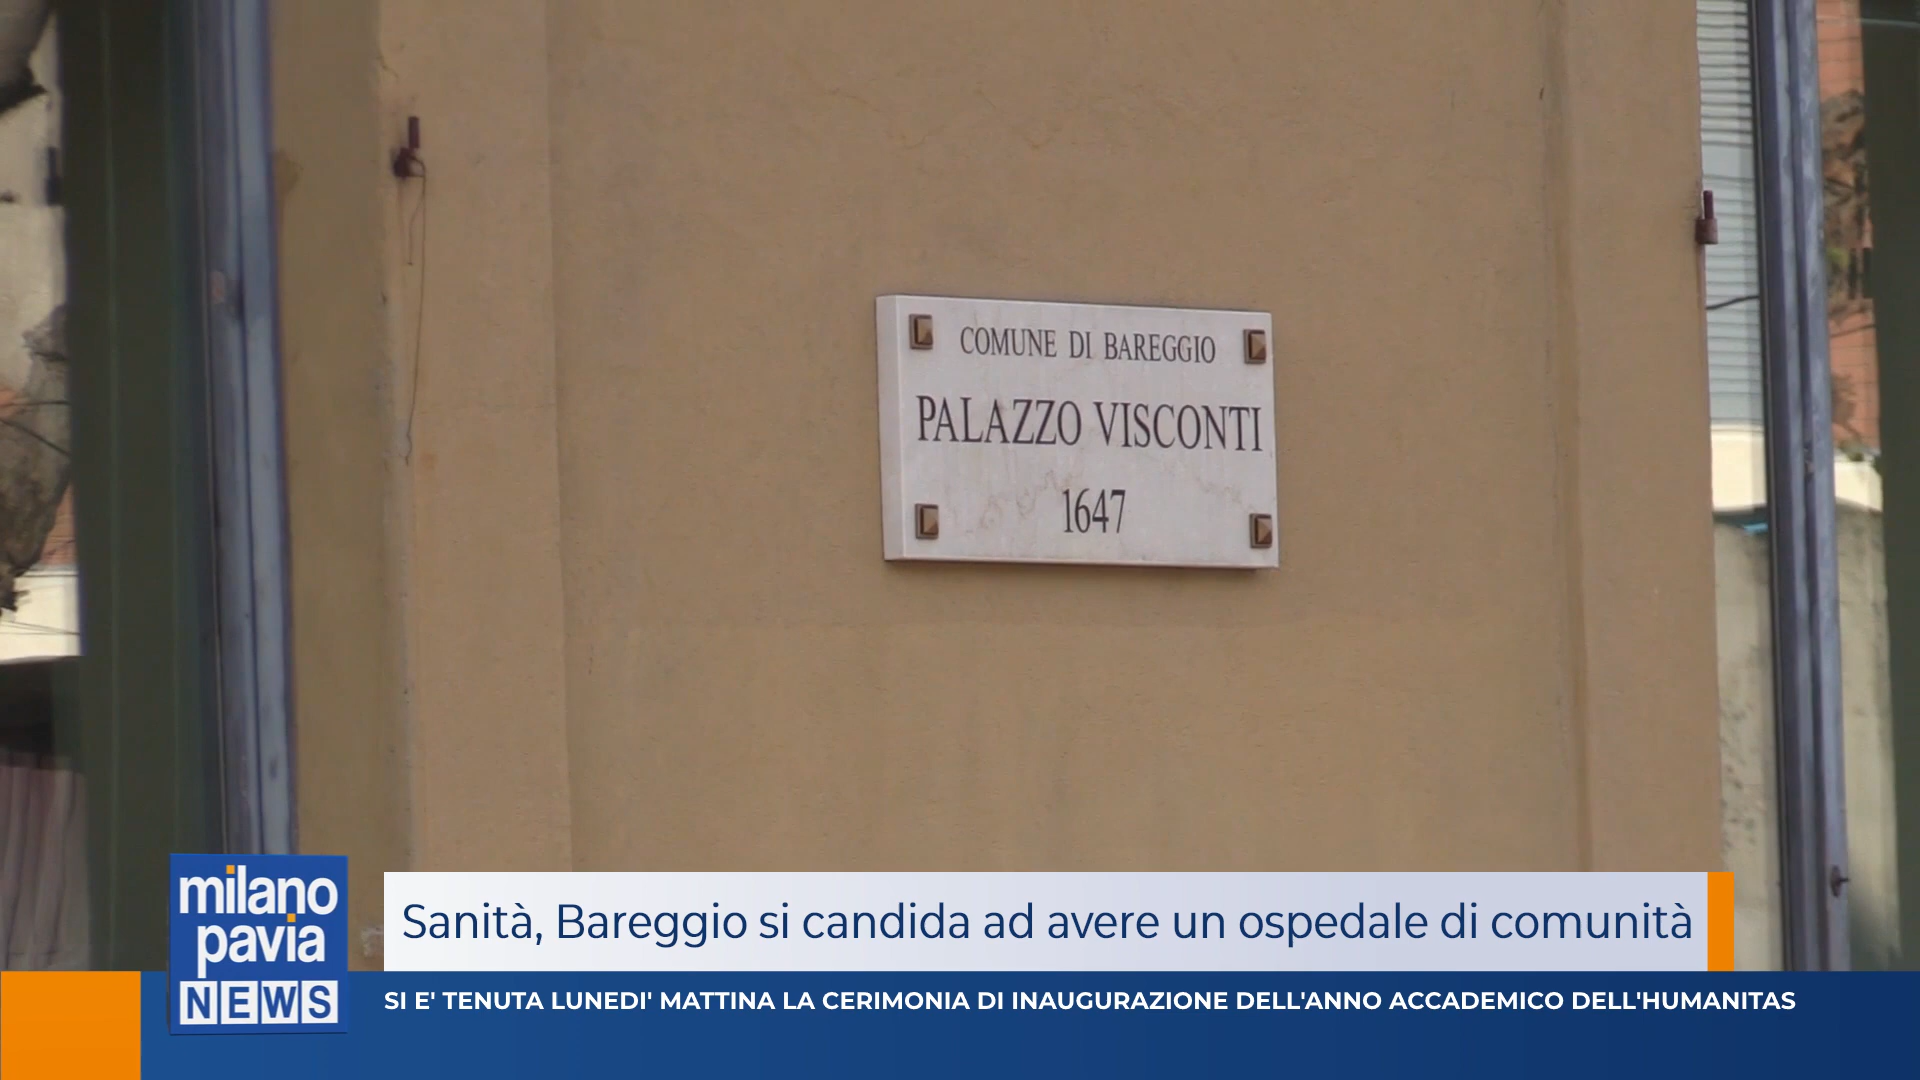 COMUNE DI BAREGGIO
PALAZZO VISCONTI
1647
milano
pavia
NEWS
Sanità, Bareggio si candida ad avere un ospedale di comunità
SI E' TENUTA LUNEDI' MATTINA LA CERIMONIA DI INAUGURAZIONE DELL'ANNO ACCADEMICO DELL'HUMANITAS